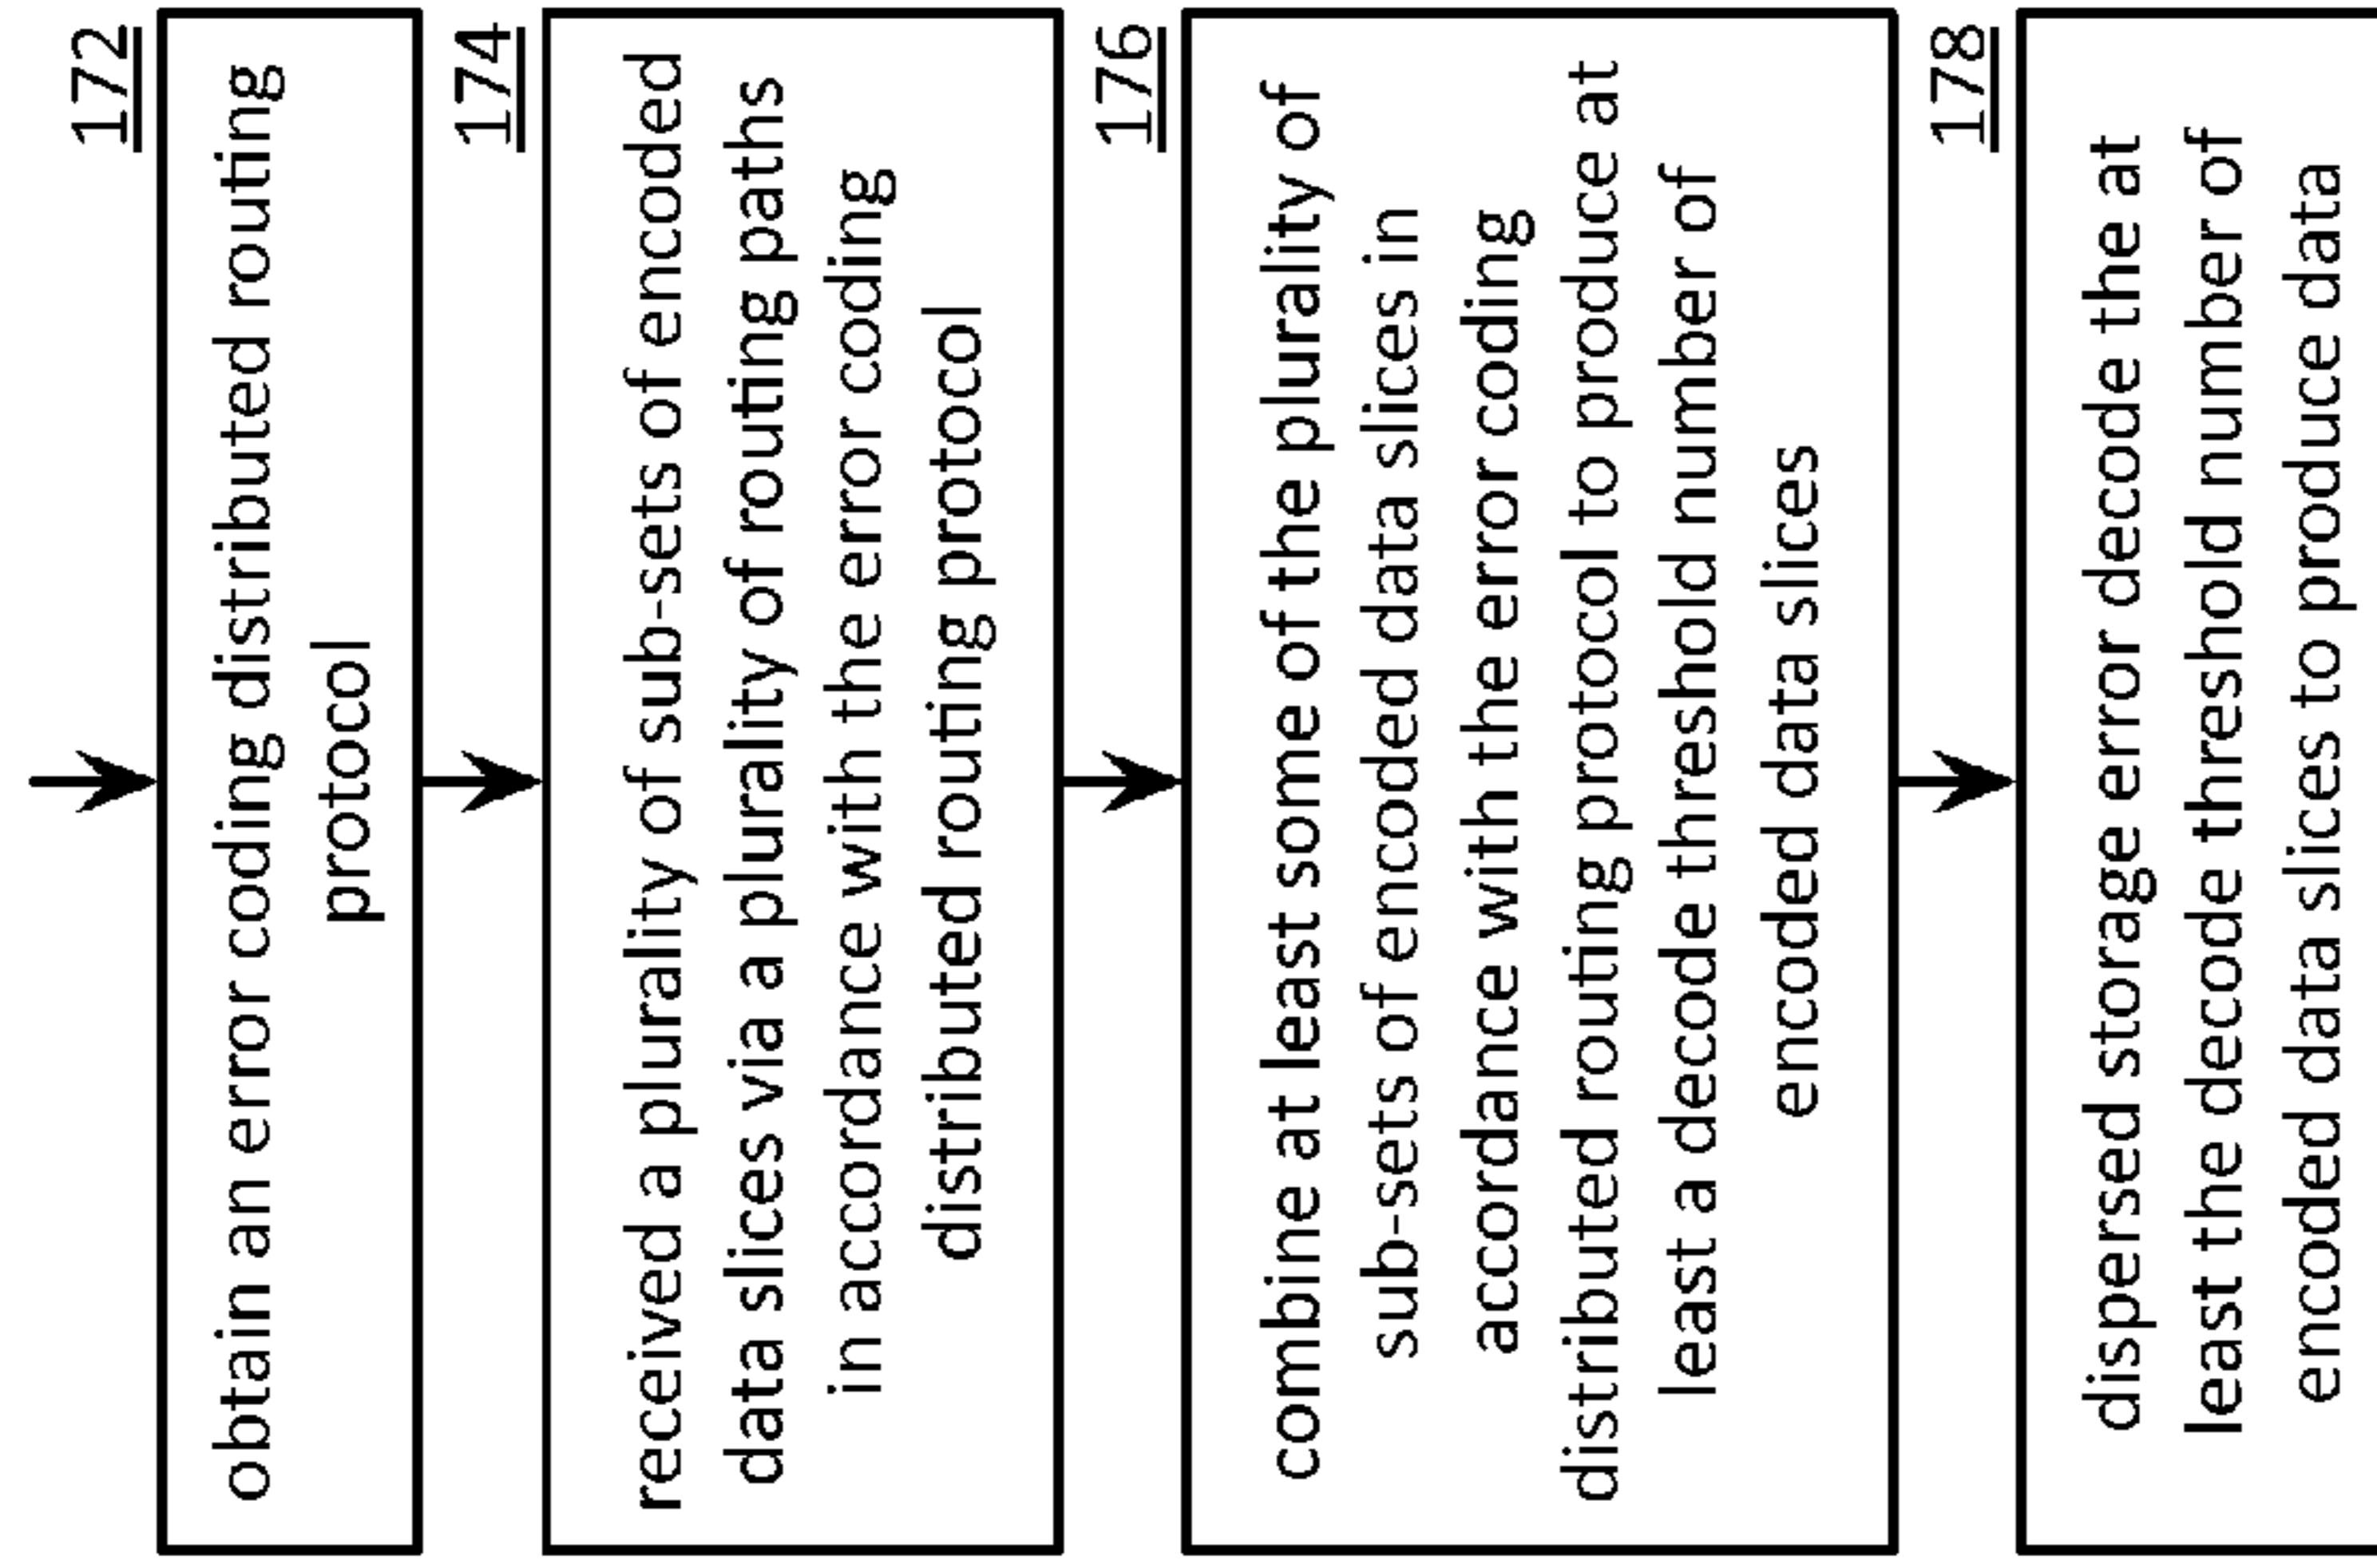 172
obtain an error coding distributed routing
protocol
174
received a plurality of sub-sets of encoded
data slices via a plurality of routing paths
in accordance with the error coding
distributed routing protocol
176
combine at least some of the plurality of
sub-sets of encoded data slices in
accordance with the error coding
distributed routing protocol to produce at
least a decode threshold number of
encoded data slices
178
dispersed storage error decode the at
least the decode threshold number of
encoded data slices to produce data